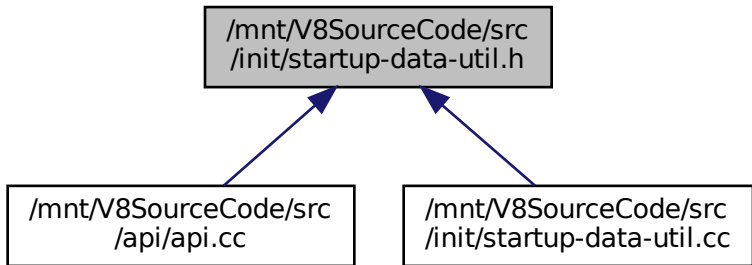 /mnt/V8SourceCode/src
/init/startup-data-util.h
/mnt/V8SourceCode/src
/api/api.cc
/mnt/V8SourceCode/src
/init/startup-data-util.cc